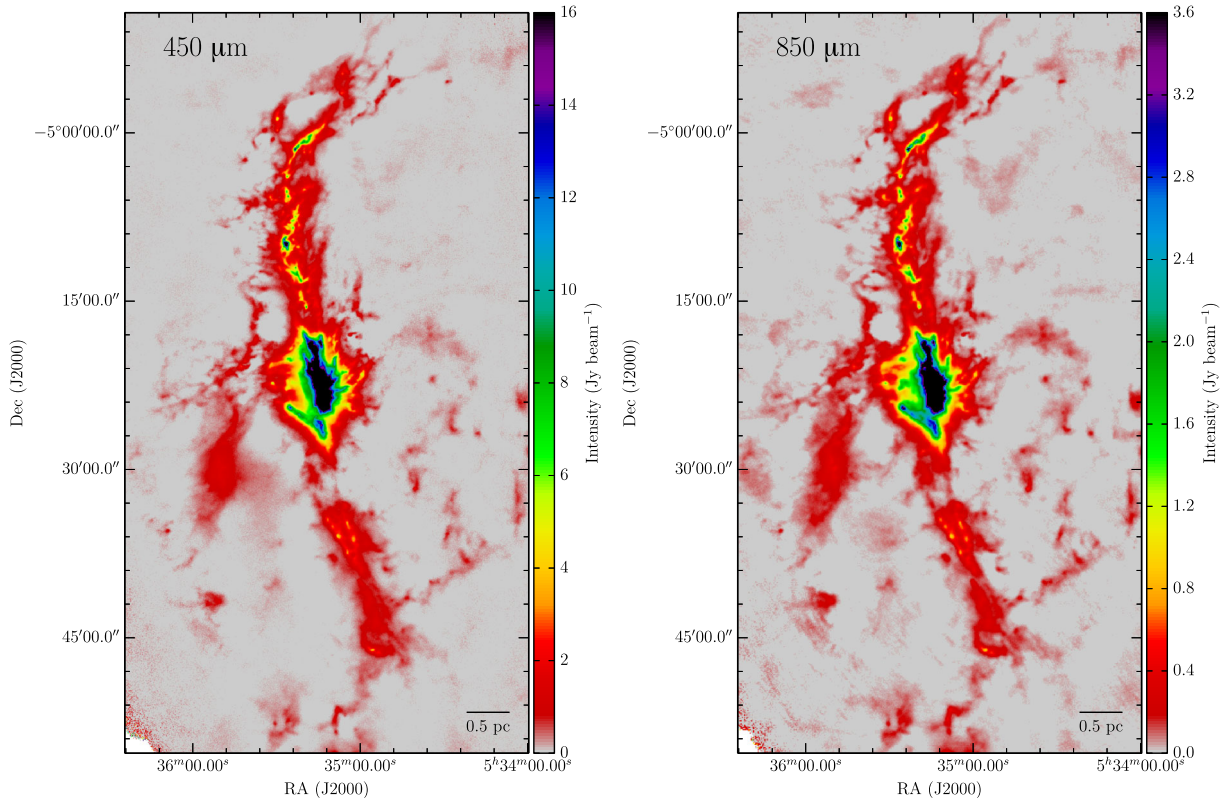 450 µm
16
14
12
10
8
6
4
2
0
Intensity (Jy beam⁻¹)
−5°00′00.0″
15′00.0″
30′00.0″
45′00.0″
Dec (J2000)
0.5 pc
36ᵐ00.00ˢ
35ᵐ00.00ˢ
5ʰ34ᵐ00.00ˢ
RA (J2000)
850 µm
3.6
3.2
2.8
2.4
2.0
1.6
1.2
0.8
0.4
0.0
Intensity (Jy beam⁻¹)
−5°00′00.0″
15′00.0″
30′00.0″
45′00.0″
Dec (J2000)
0.5 pc
36ᵐ00.00ˢ
35ᵐ00.00ˢ
5ʰ34ᵐ00.00ˢ
RA (J2000)